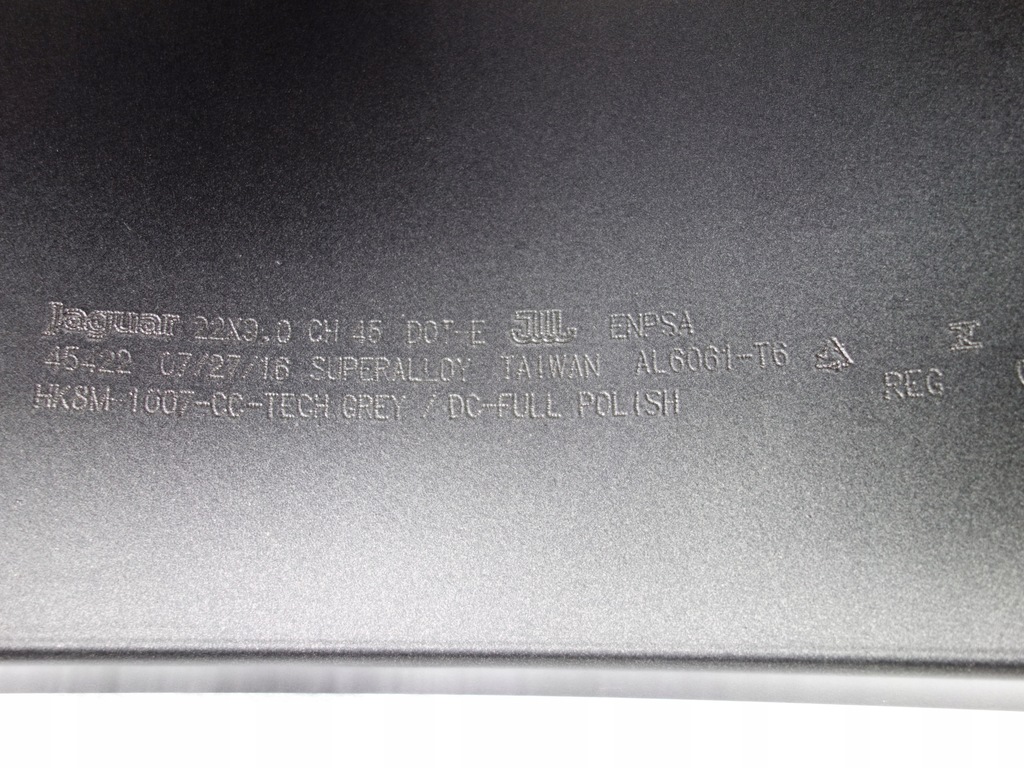 Jaguar 22X9.0 CH 45 DOT-E JWL ENPSA
45422 07/27/16 SUPERALLOY TAIWAN AL6061-T6
REG
HK8M-1007-CC-TECH GREY / DC-FULL POLISH